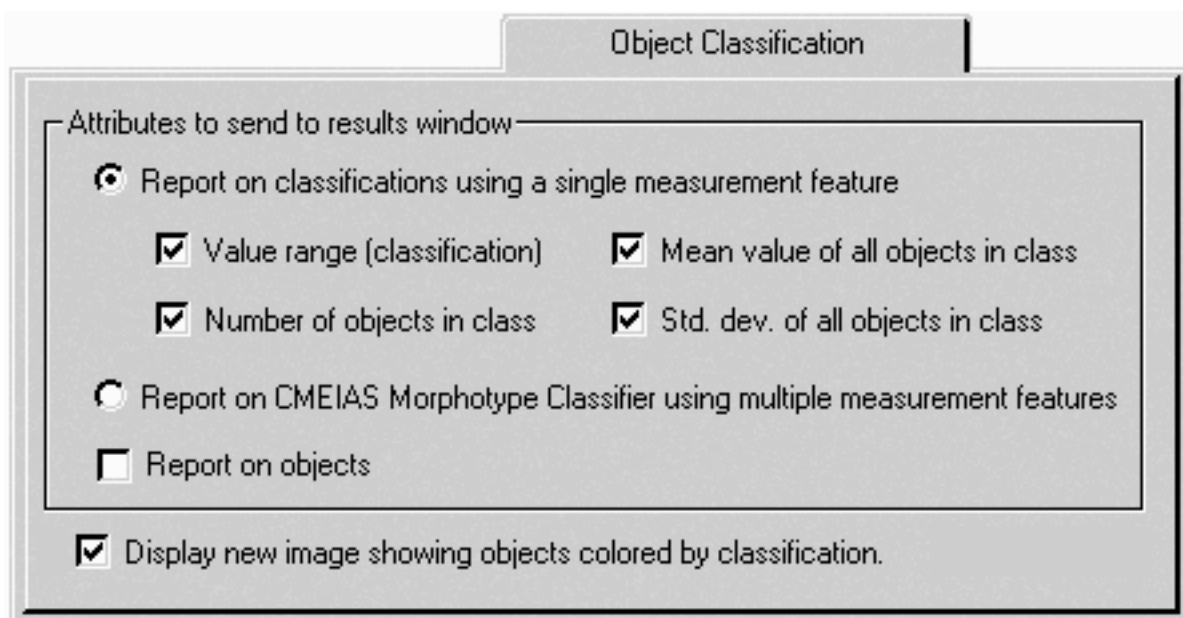 Object Classification
Attributes to send to results window
Report on classifications using a single measurement feature
Value range (classification) Mean value of all objects in class
Number of objects in class Std. dev. of all objects in class
Report on CMEIAS Morphotype Classifier using multiple measurement features
Report on objects
Display new image showing objects colored by classification.